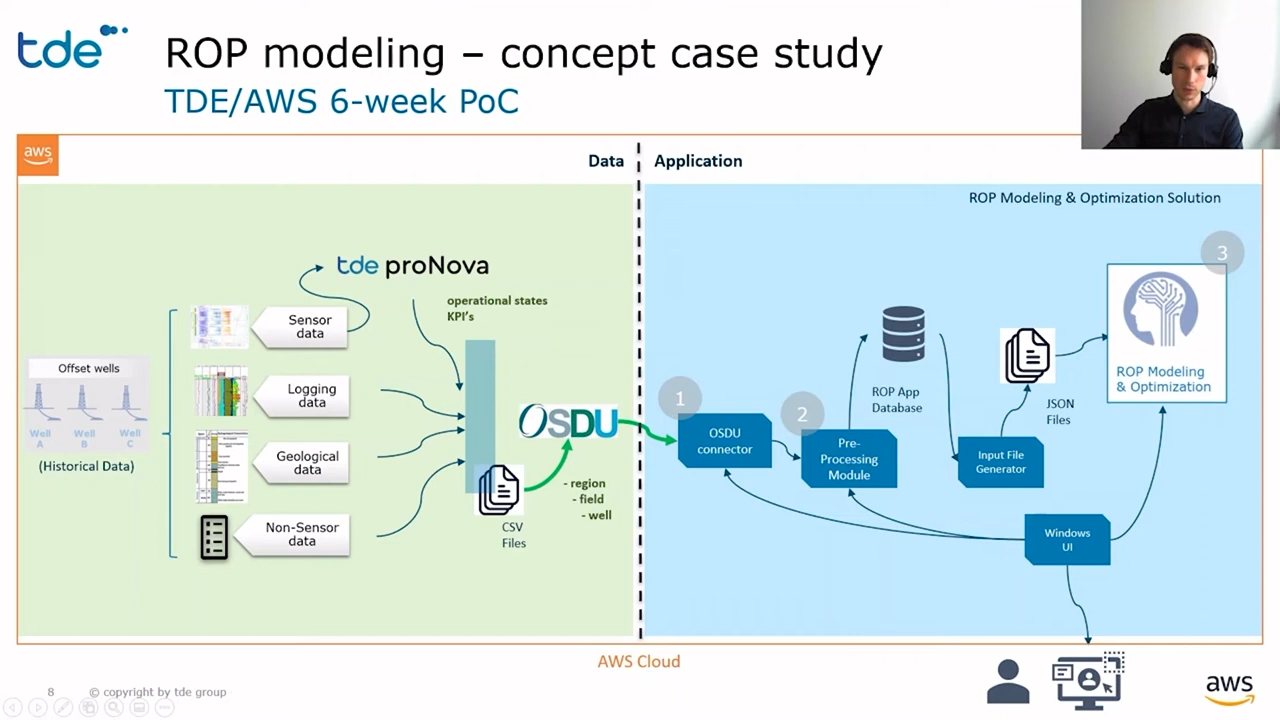 tde
ROP modeling – concept case study
TDE/AWS 6-week PoC
aws
Data
Application
ROP Modeling & Optimization Solution
tde proNova
operational states
KPI's
Sensor
data
Offset wells
Well
A
Well
B
Well
C
(Historical Data)
Logging
data
Geological
data
Non-Sensor
data
OSDU
- region
- field
- well
CSV
Files
1
OSDU
connector
2
Pre-
Processing
Module
ROP App
Database
Input File
Generator
JSON
Files
3
ROP Modeling
& Optimization
Windows
UI
AWS Cloud
8
© copyright by tde group
aws